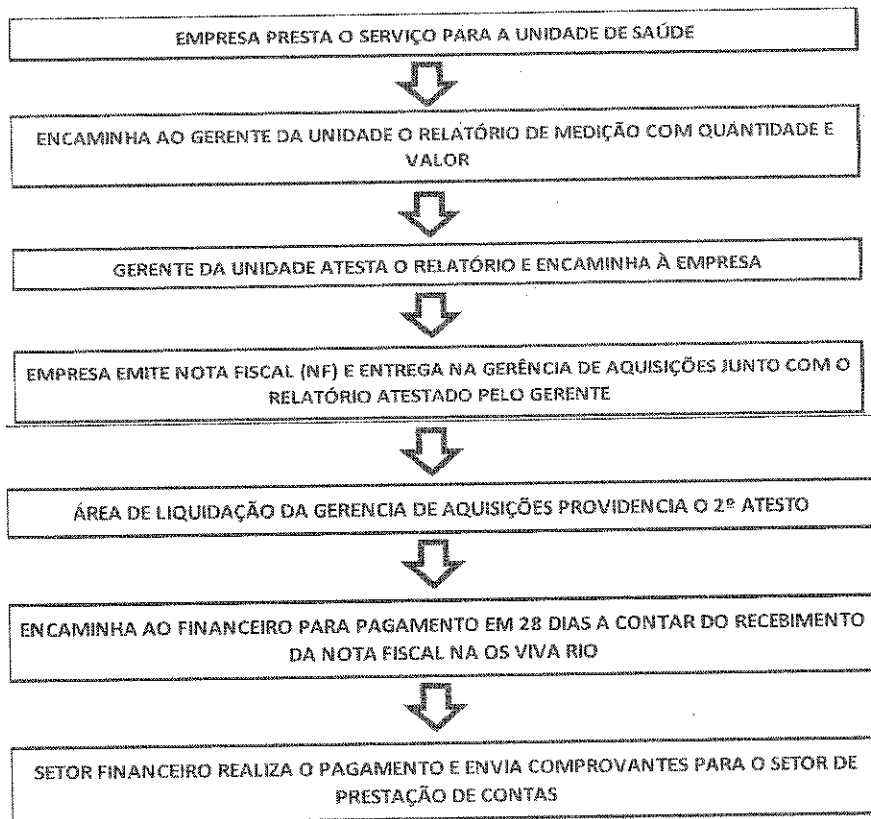 EMPRESA PRESTA O SERVIÇO PARA A UNIDADE DE SAÚDE
ENCAMINHA AO GERENTE DA UNIDADE O RELATÓRIO DE MEDIÇÃO COM QUANTIDADE E
VALOR
GERENTE DA UNIDADE ATESTA O RELATÓRIO E ENCAMINHA À EMPRESA
EMPRESA EMITE NOTA FISCAL (NF) E ENTREGA NA GERÊNCIA DE AQUISIÇÕES JUNTO COM O
RELATÓRIO ATESTADO PELO GERENTE
ÁREA DE LIQUIDAÇÃO DA GERENCIA DE AQUISIÇÕES PROVIDENCIA O 2º ATESTO
ENCAMINHA AO FINANCEIRO PARA PAGAMENTO EM 28 DIAS A CONTAR DO RECEBIMENTO
DA NOTA FISCAL NA OS VIVA RIO
SETOR FINANCEIRO REALIZA O PAGAMENTO E ENVIA COMPROVANTES PARA O SETOR DE
PRESTAÇÃO DE CONTAS